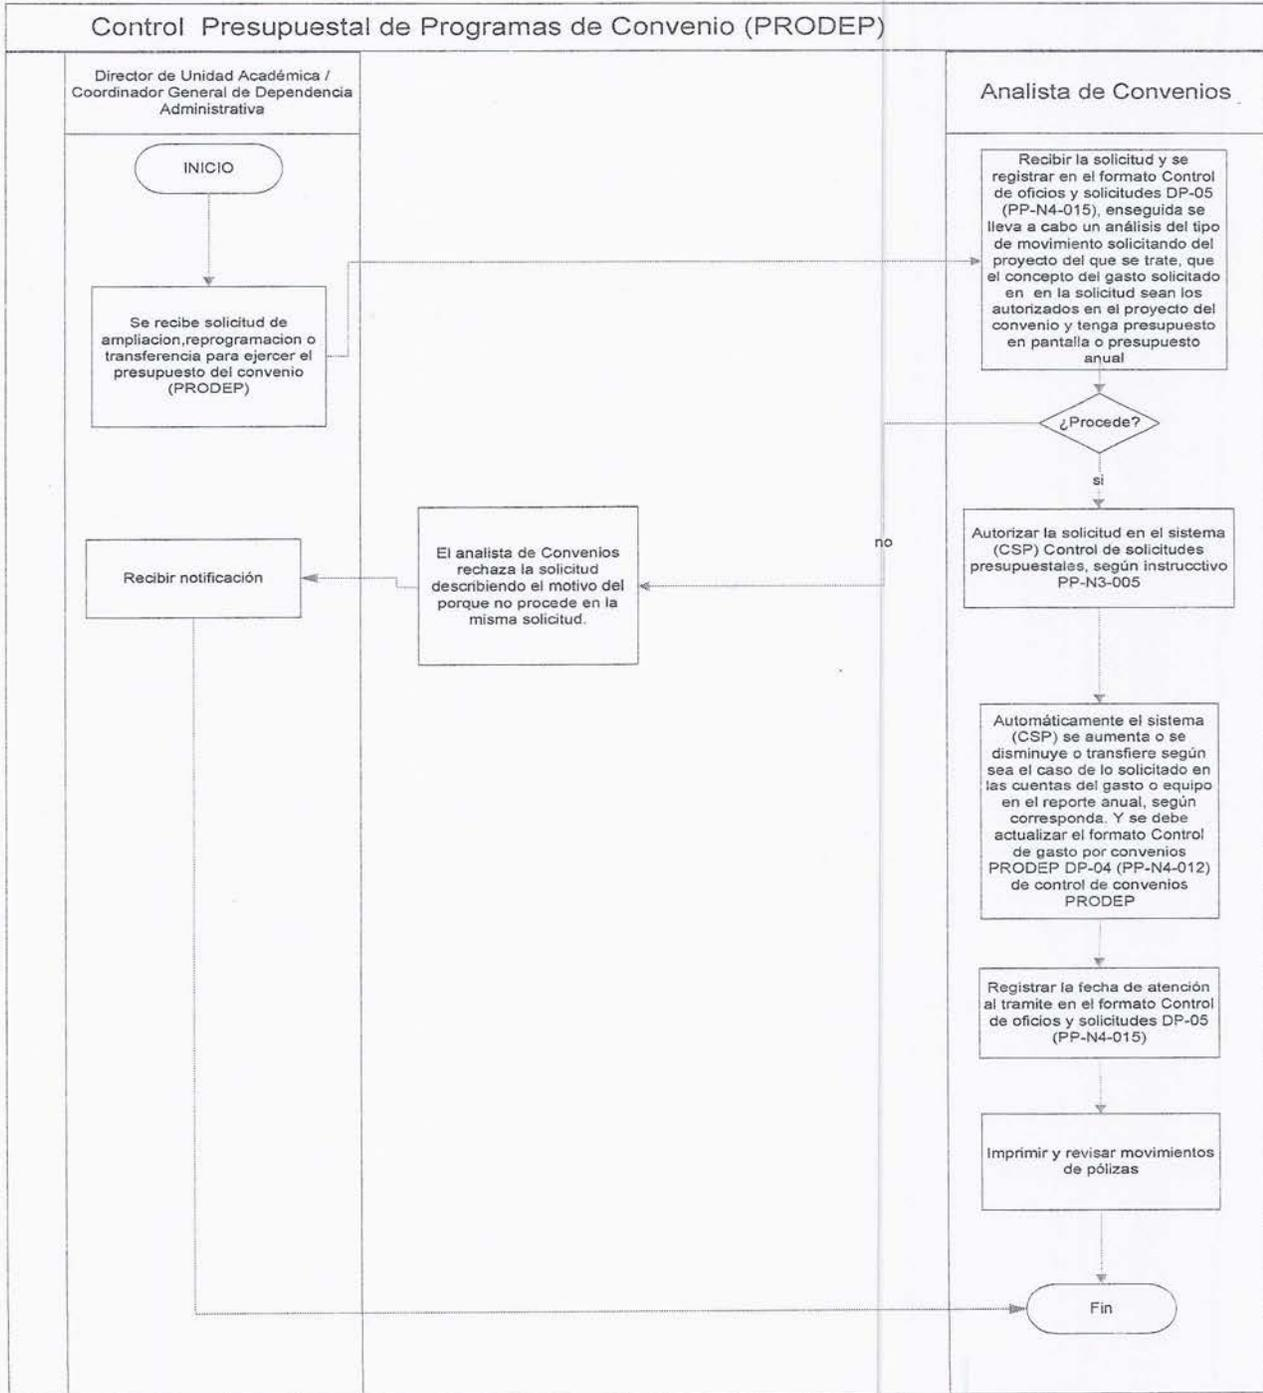 Control Presupuestal de Programas de Convenio (PRODEP)
Director de Unidad Académica /
Coordinador General de Dependencia
Administrativa
Analista de Convenios
INICIO
Se recibe solicitud de
ampliacion,reprogramacion o
transferencia para ejercer el
presupuesto del convenio
(PRODEP)
Recibir la solicitud y se
registrar en el formato Control
de oficios y solicitudes DP-05
(PP-N4-015), enseguida se
lleva a cabo un análisis del tipo
de movimiento solicitando del
proyecto del que se trate, que
el concepto del gasto solicitado
en en la solicitud sean los
autorizados en el proyecto del
convenio y tenga presupuesto
en pantalla o presupuesto
anual
¿Procede?
si
no
Autorizar la solicitud en el sistema
(CSP) Control de solicitudes
presupuestales, según instrucctivo
PP-N3-005
El analista de Convenios
rechaza la solicitud
describiendo el motivo del
porque no procede en la
misma solicitud.
Recibir notificación
Automáticamente el sistema
(CSP) se aumenta o se
disminuye o transfiere según
sea el caso de lo solicitado en
las cuentas del gasto o equipo
en el reporte anual, según
corresponda. Y se debe
actualizar el formato Control
de gasto por convenios
PRODEP DP-04 (PP-N4-012)
de control de convenios
PRODEP
Registrar la fecha de atención
al tramite en el formato Control
de oficios y solicitudes DP-05
(PP-N4-015)
Imprimir y revisar movimientos
de pólizas
Fin